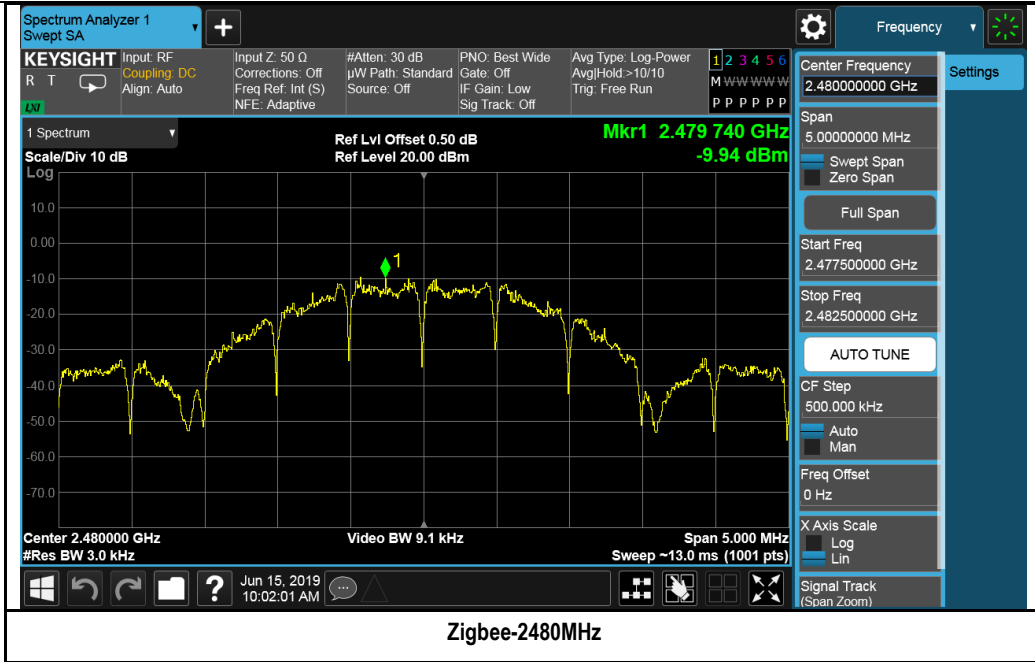 Spectrum Analyzer 1
Swept SA
Frequency
KEYSIGHT
R T
LXI
Input: RF
Coupling: DC
Align: Auto
Input Z: 50 Ω
Corrections: Off
Freq Ref: Int (S)
NFE: Adaptive
#Atten: 30 dB
µW Path: Standard
Source: Off
PNO: Best Wide
Gate: Off
IF Gain: Low
Sig Track: Off
Avg Type: Log-Power
Avg|Hold:>10/10
Trig: Free Run
1 2 3 4 5 6
M W W W W W
P P P P P P
1 Spectrum
Scale/Div 10 dB
Log
Ref Lvl Offset 0.50 dB
Ref Level 20.00 dBm
Mkr1 2.479 740 GHz
-9.94 dBm
10.0
0.00
-10.0
-20.0
-30.0
-40.0
-50.0
-60.0
-70.0
1
Center 2.480000 GHz
#Res BW 3.0 kHz
Video BW 9.1 kHz
Span 5.000 MHz
Sweep ~13.0 ms (1001 pts)
Jun 15, 2019
10:02:01 AM
Center Frequency
2.480000000 GHz
Settings
Span
5.00000000 MHz
Swept Span
Zero Span
Full Span
Start Freq
2.477500000 GHz
Stop Freq
2.482500000 GHz
AUTO TUNE
CF Step
500.000 kHz
Auto
Man
Freq Offset
0 Hz
X Axis Scale
Log
Lin
Signal Track
(Span Zoom)
Zigbee-2480MHz